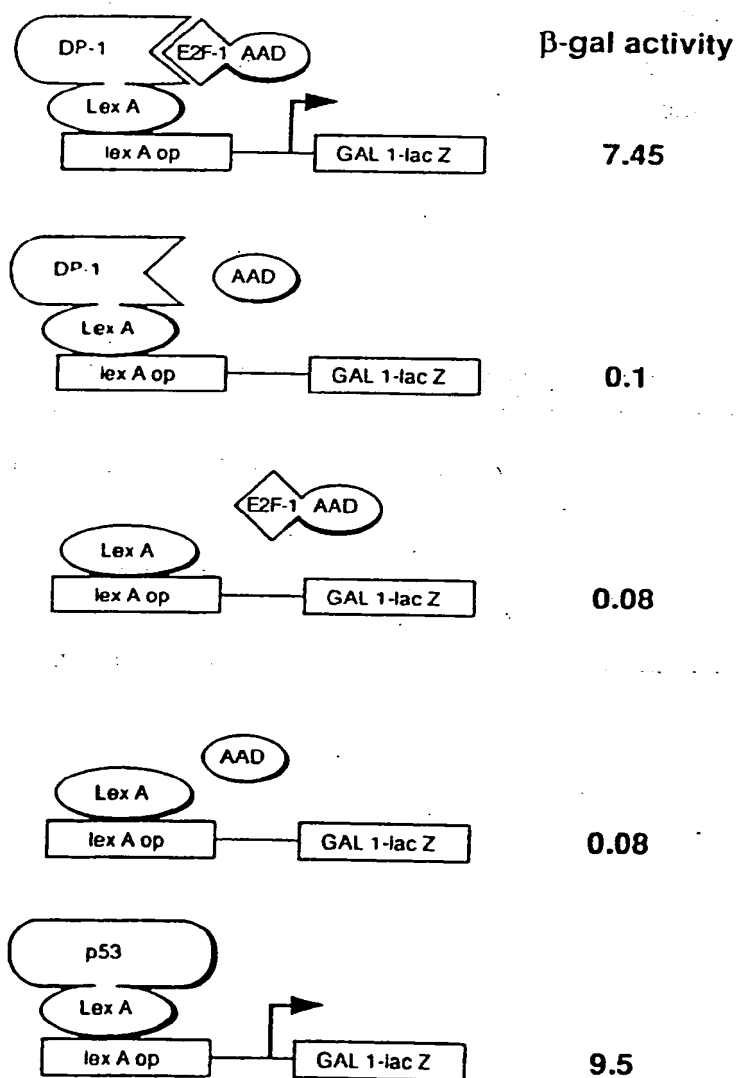 β-gal activity
DP-1 E2F-1 AAD
Lex A
lex A op GAL 1-lac Z 7.45
DP-1 AAD
Lex A
lex A op GAL 1-lac Z 0.1
E2F-1 AAD
Lex A
lex A op GAL 1-lac Z 0.08
AAD
Lex A
lex A op GAL 1-lac Z 0.08
p53
Lex A
lex A op GAL 1-lac Z 9.5